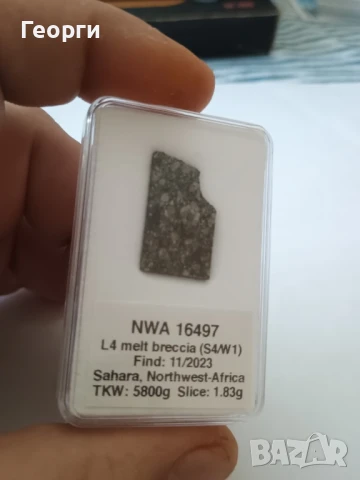 Георги
NWA 16497
L4 melt breccia (S4/W1)
Find: 11/2023
Sahara, Northwest-Africa
TKW: 5800g Slice: 1.83g
BAZAR